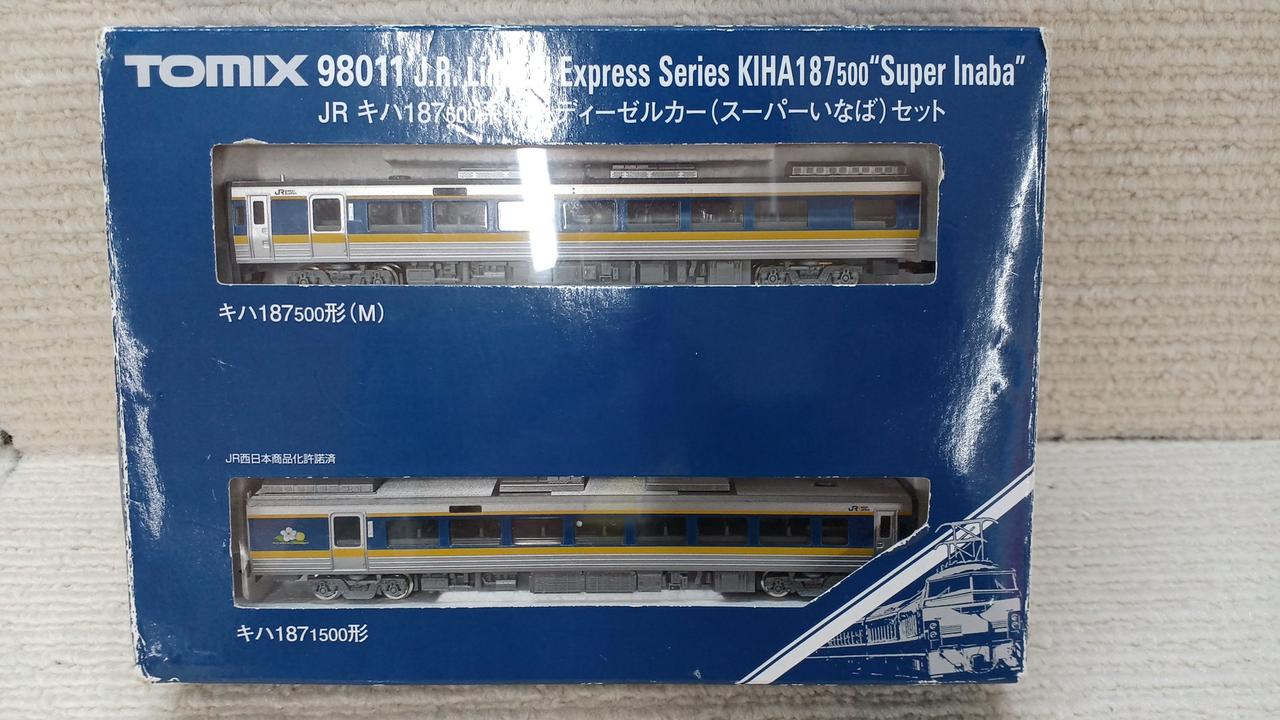 TOMIX 98011 J.R. Express Series KIHA187500 "Super Inaba"
JR キハ187500 ディーゼルカー(スーパーいなば)セット
JR
キハ187500形(M)
JR西日本商品化許諾済
JR
キハ1871500形